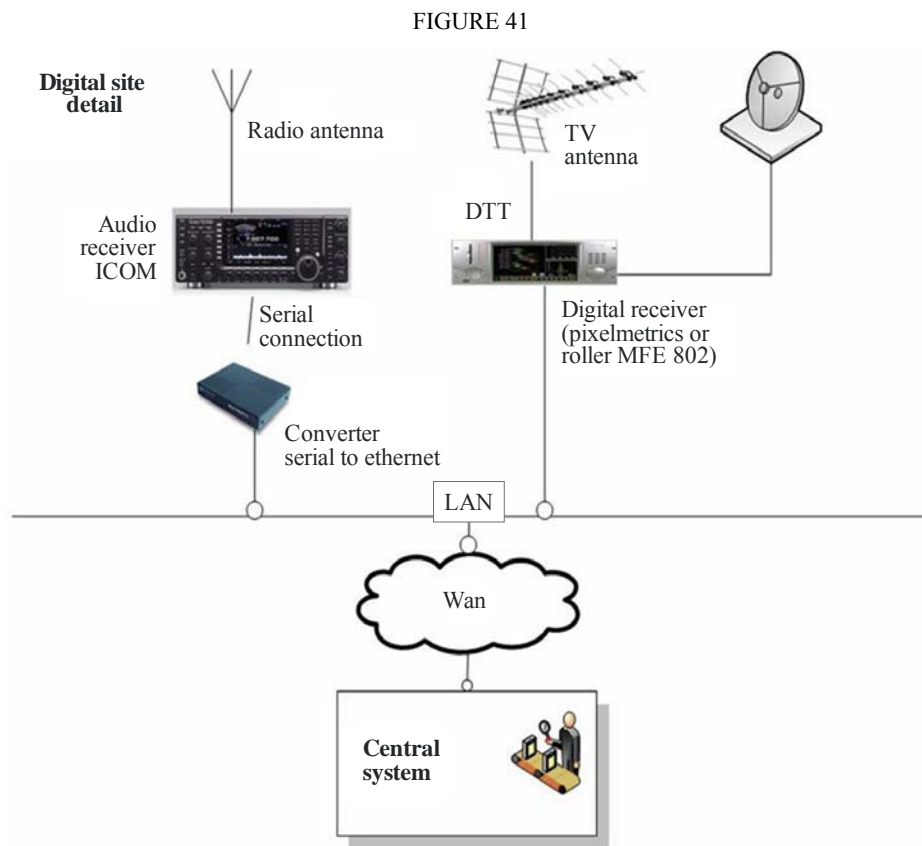 FIGURE 41
Digital site
detail
Radio antenna
TV
antenna
DTT
Audio
receiver
ICOM
Serial
connection
Digital receiver
(pixelmetrics or
roller MFE 802)
Converter
serial to ethernet
LAN
Wan
Central
system